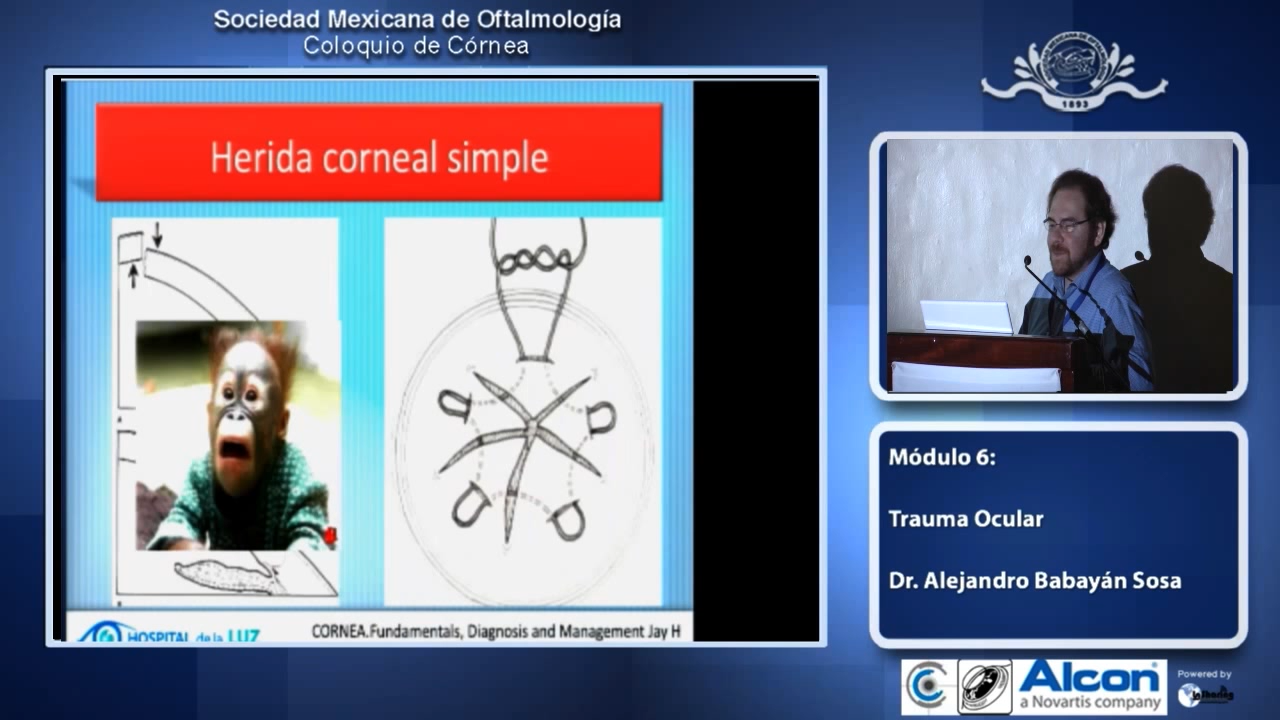 Sociedad Mexicana de Oftalmología
Coloquio de Córnea
Herida corneal simple
HOSPITAL de la LUZ
CORNEA.Fundamentals, Diagnosis and Management Jay H
1893
Módulo 6:
Trauma Ocular
Dr. Alejandro Babayán Sosa
Alcon
a Novartis company
Powered by